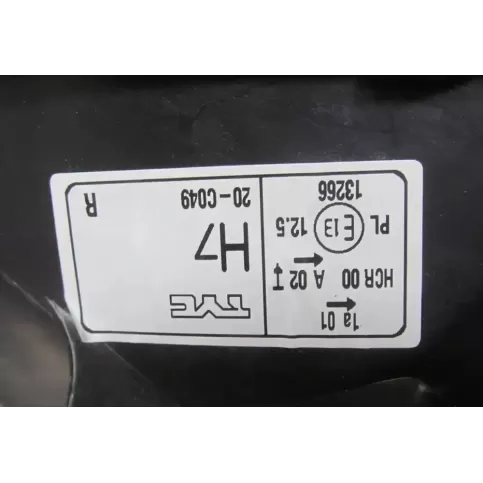 1a 01
HCR 00 A 02
PL E13 12.5
13266
TYC
H7
20-C049
R